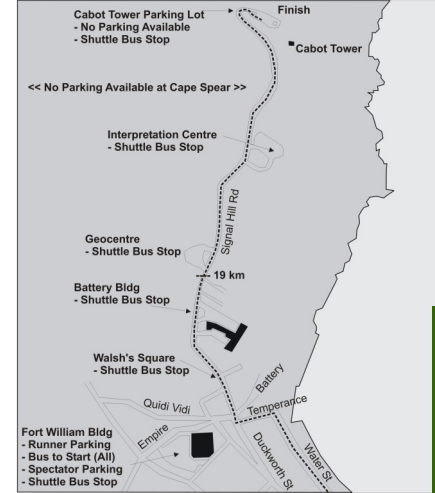 Cabot Tower Parking Lot
- No Parking Available
- Shuttle Bus Stop
Finish
Cabot Tower
<< No Parking Available at Cape Spear >>
Interpretation Centre
- Shuttle Bus Stop
Signal Hill Rd
Geocentre
- Shuttle Bus Stop
19 km
Battery Bldg
- Shuttle Bus Stop
Walsh's Square
- Shuttle Bus Stop
Battery
Quidi Vidi
Temperance
Empire
Fort William Bldg
- Runner Parking
- Bus to Start (All)
- Spectator Parking
- Shuttle Bus Stop
Duckworth St
Water St